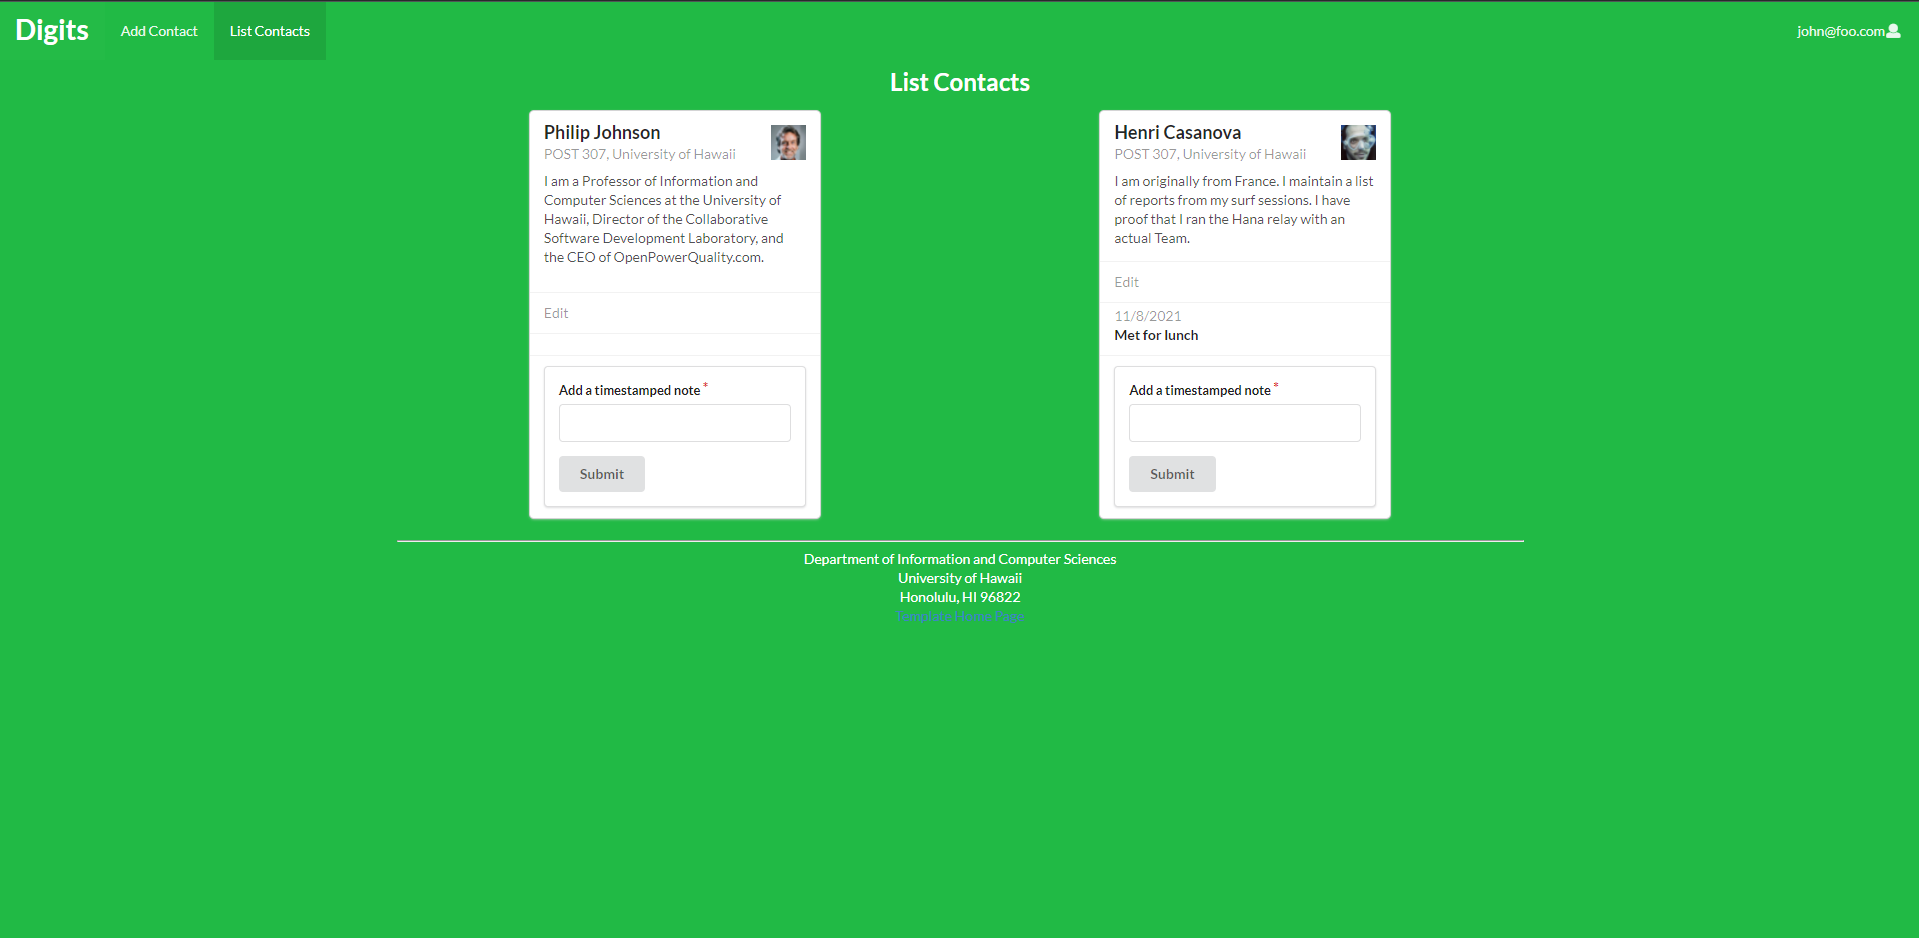 Digits
Add Contact
List Contacts
john@foo.com
List Contacts
Philip Johnson
POST 307, University of Hawaii
I am a Professor of Information and
Computer Sciences at the University of
Hawaii, Director of the Collaborative
Software Development Laboratory, and
the CEO of OpenPowerQuality.com.
Edit
Add a timestamped note *
Submit
Henri Casanova
POST 307, University of Hawaii
I am originally from France. I maintain a list
of reports from my surf sessions. I have
proof that I ran the Hana relay with an
actual Team.
Edit
11/8/2021
Met for lunch
Add a timestamped note *
Submit
Department of Information and Computer Sciences
University of Hawaii
Honolulu, HI 96822
Template Home Page